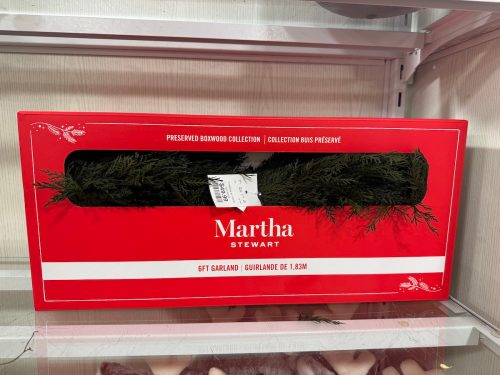 PRESERVED BOXWOOD COLLECTION | COLLECTION BUIS PRÉSERVÉ
Martha
STEWART
6FT GARLAND | GUIRLANDE DE 1,83M